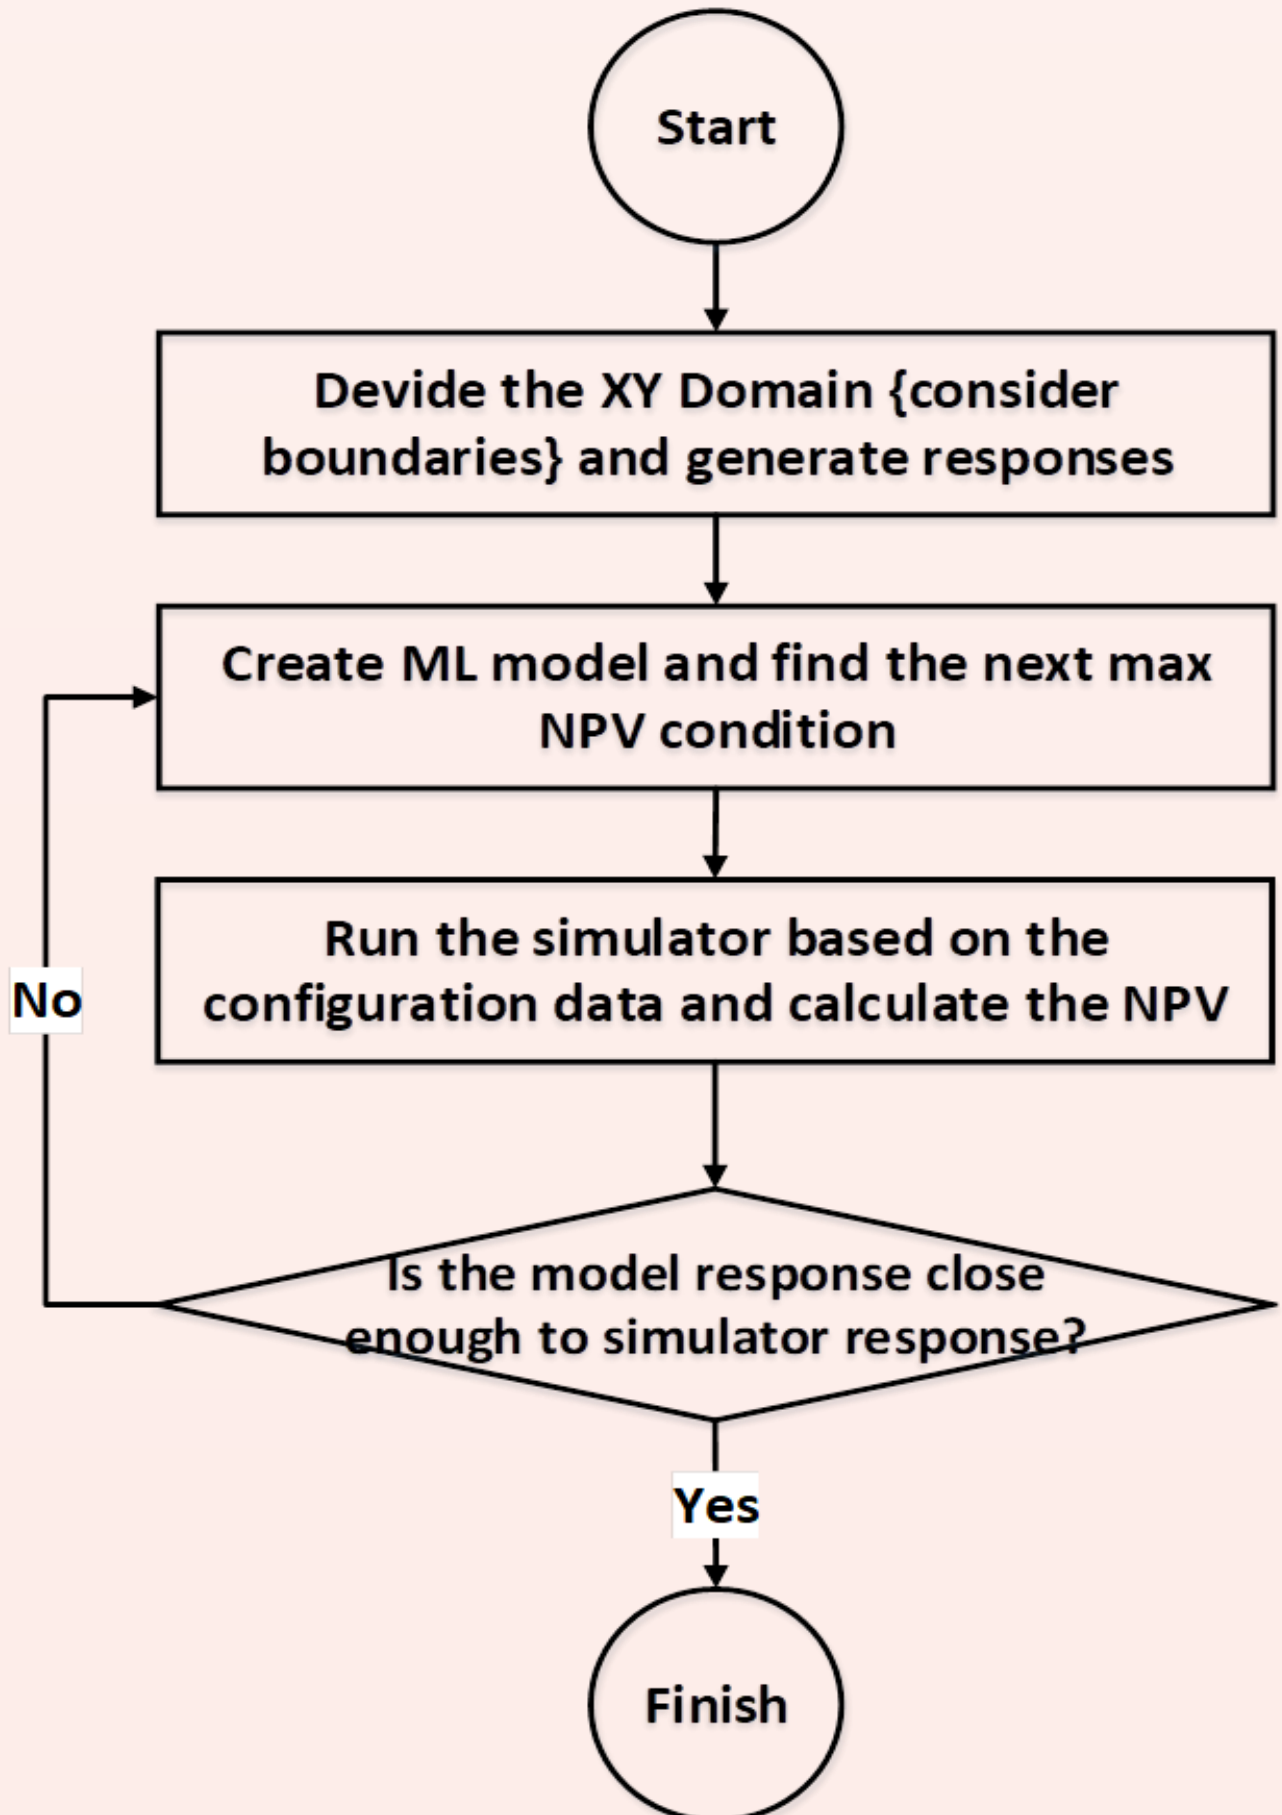 Start
Devide the XY Domain {consider
boundaries} and generate responses
Create ML model and find the next max
NPV condition
Run the simulator based on the
configuration data and calculate the NPV
No
Is the model response close
enough to simulator response?
Yes
Finish